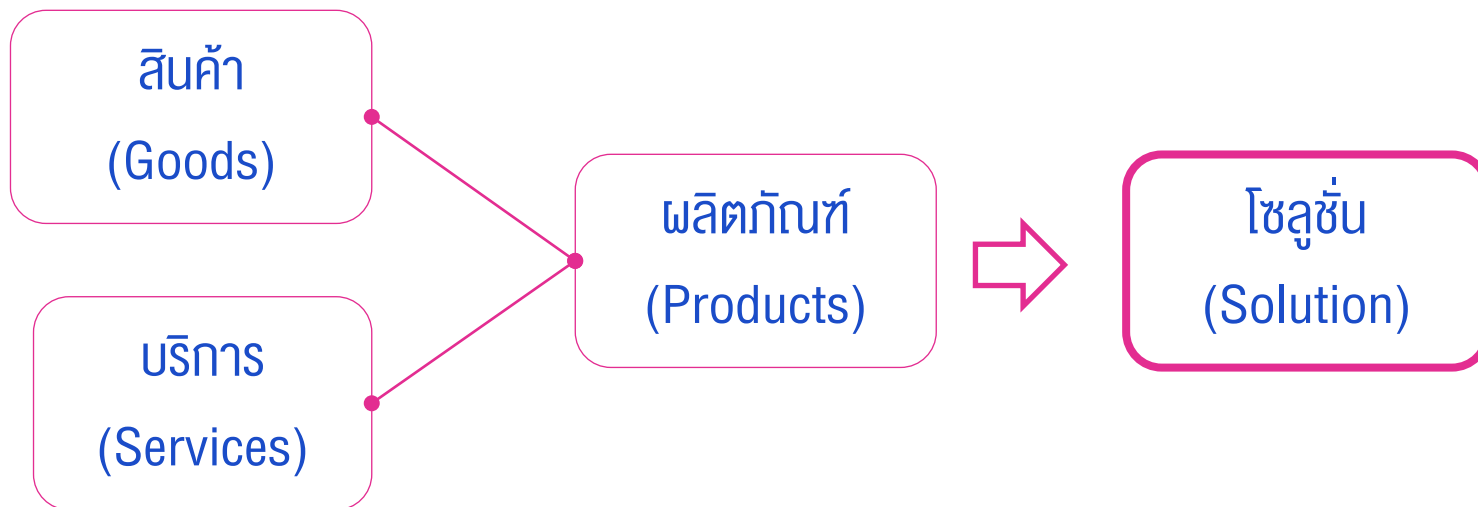 สินค้า
(Goods)
บริการ
(Services)
ผลิตภัณฑ์
(Products)
โซลูชั่น
(Solution)